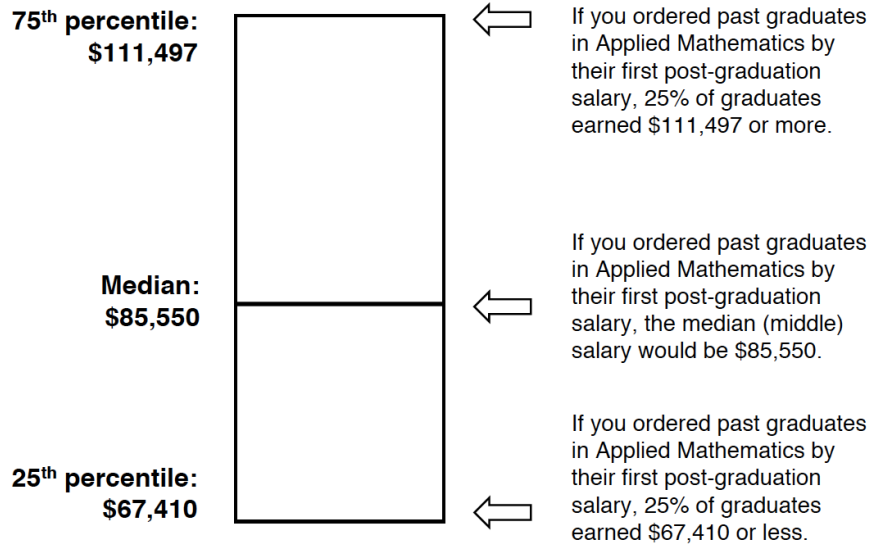 75th percentile:
$111,497
If you ordered past graduates
in Applied Mathematics by
their first post-graduation
salary, 25% of graduates
earned $111,497 or more.
Median:
$85,550
If you ordered past graduates
in Applied Mathematics by
their first post-graduation
salary, the median (middle)
salary would be $85,550.
25th percentile:
$67,410
If you ordered past graduates
in Applied Mathematics by
their first post-graduation
salary, 25% of graduates
earned $67,410 or less.